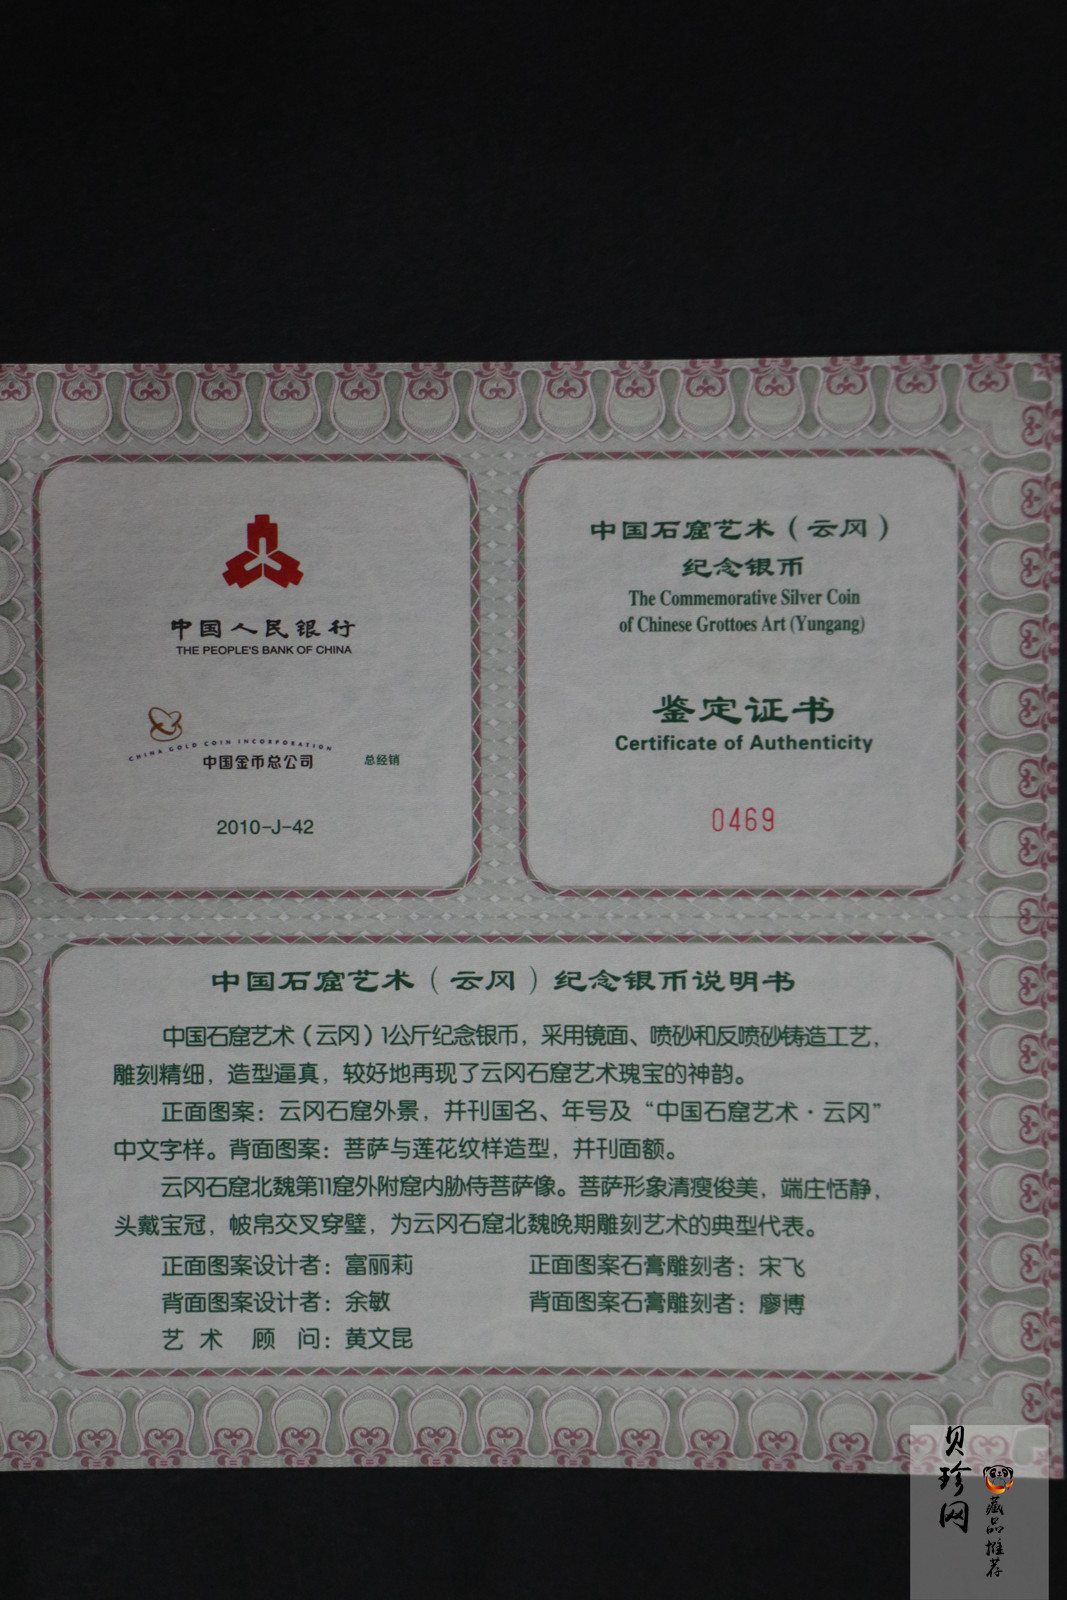 中国人民银行
THE PEOPLE'S BANK OF CHINA
CHINA GOLD COIN INCORPORATION
中国金币总公司 总经销
2010-J-42
中国石窟艺术(云冈)
纪念银币
The Commemorative Silver Coin
of Chinese Grottoes Art (Yungang)
鉴定证书
Certificate of Authenticity
0469
中国石窟艺术(云冈)纪念银币说明书
中国石窟艺术(云冈)1公斤纪念银币，采用镜面、喷砂和反喷砂铸造工艺，
雕刻精细，造型逼真，较好地再现了云冈石窟艺术瑰宝的神韵。
正面图案：云冈石窟外景，并刊国名、年号及“中国石窟艺术·云冈”
中文字样。背面图案：菩萨与莲花纹样造型，并刊面额。
云冈石窟北魏第11窟外附窟内胁侍菩萨像。菩萨形象清瘦俊美，端庄恬静，
头戴宝冠，帔帛交叉穿璧，为云冈石窟北魏晚期雕刻艺术的典型代表。
正面图案设计者：富丽莉 正面图案石膏雕刻者：宋飞
背面图案设计者：余敏 背面图案石膏雕刻者：廖博
艺术顾问：黄文昆
贝珍网
藏品推荐